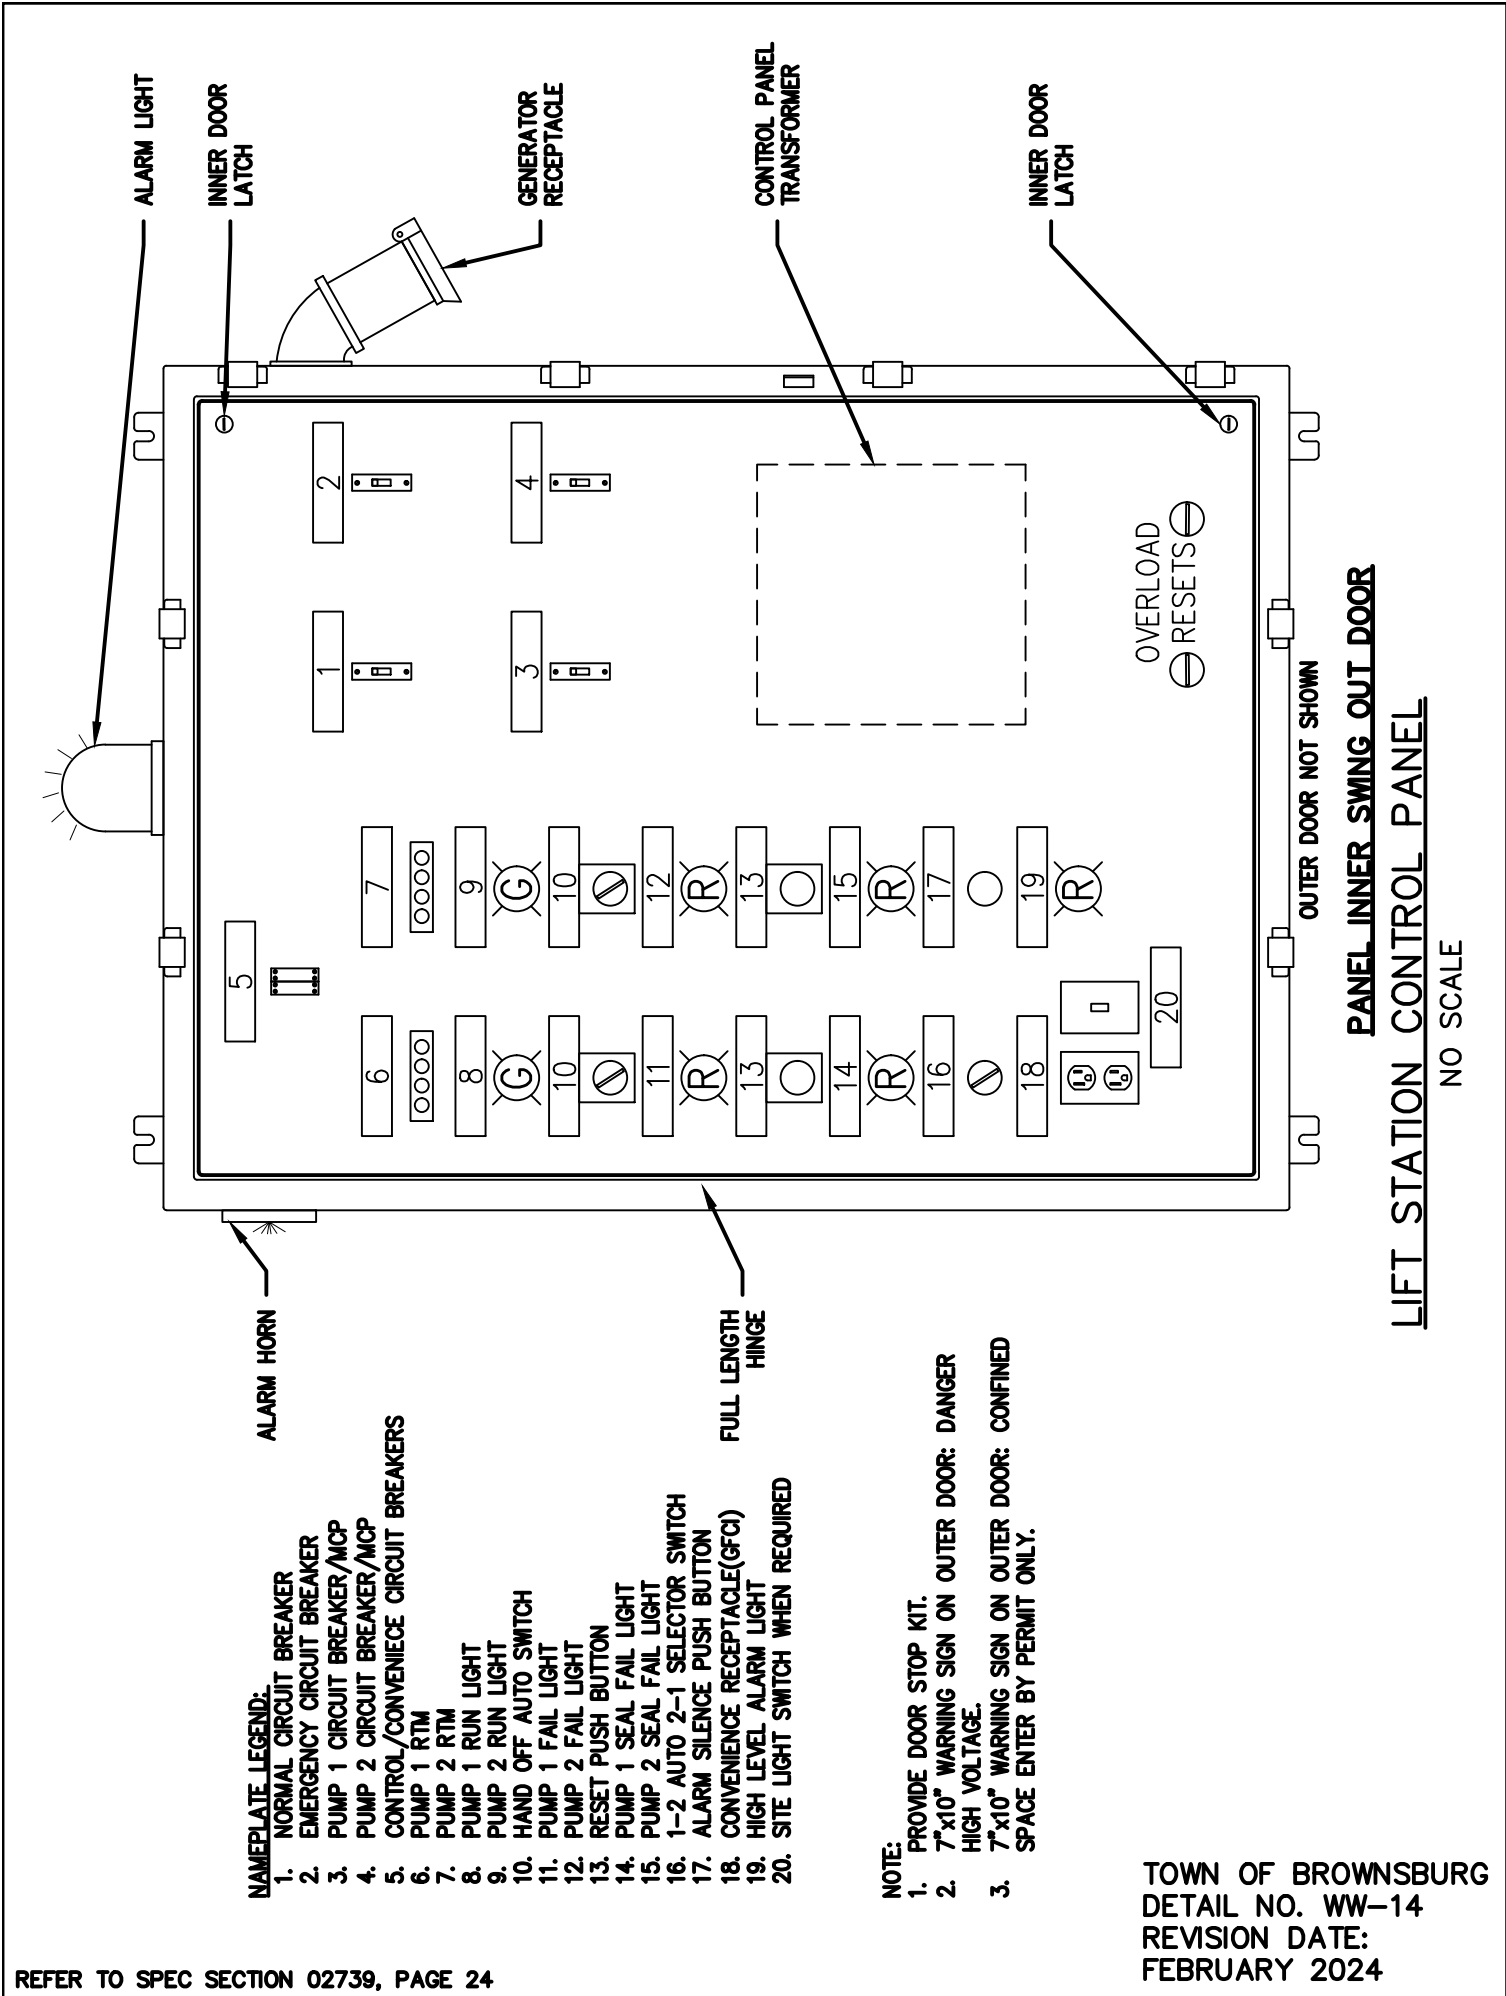 ALARM LIGHT
INNER DOOR
LATCH
GENERATOR
RECEPTACLE
CONTROL PANEL
TRANSFORMER
INNER DOOR
LATCH
ALARM HORN
FULL LENGTH
HINGE
5
1
2
6
7
3
4
8
9
G
G
10
10
11
12
R
R
13
13
14
15
R
R
16
17
18
19
R
20
OVERLOAD
RESETS
NAMEPLATE LEGEND:
1. NORMAL CIRCUIT BREAKER
2. EMERGENCY CIRCUIT BREAKER
3. PUMP 1 CIRCUIT BREAKER/MCP
4. PUMP 2 CIRCUIT BREAKER/MCP
5. CONTROL/CONVENIECE CIRCUIT BREAKERS
6. PUMP 1 RTM
7. PUMP 2 RTM
8. PUMP 1 RUN LIGHT
9. PUMP 2 RUN LIGHT
10. HAND OFF AUTO SWITCH
11. PUMP 1 FAIL LIGHT
12. PUMP 2 FAIL LIGHT
13. RESET PUSH BUTTON
14. PUMP 1 SEAL FAIL LIGHT
15. PUMP 2 SEAL FAIL LIGHT
16. 1-2 AUTO 2-1 SELECTOR SWITCH
17. ALARM SILENCE PUSH BUTTON
18. CONVENIENCE RECEPTACLE(GFCI)
19. HIGH LEVEL ALARM LIGHT
20. SITE LIGHT SWITCH WHEN REQUIRED
NOTE:
1. PROVIDE DOOR STOP KIT.
2. 7"x10" WARNING SIGN ON OUTER DOOR: DANGER
HIGH VOLTAGE.
3. 7"x10" WARNING SIGN ON OUTER DOOR: CONFINED
SPACE ENTER BY PERMIT ONLY.
OUTER DOOR NOT SHOWN
PANEL INNER SWING OUT DOOR
LIFT STATION CONTROL PANEL
NO SCALE
TOWN OF BROWNSBURG
DETAIL NO. WW-14
REVISION DATE:
FEBRUARY 2024
REFER TO SPEC SECTION 02739, PAGE 24